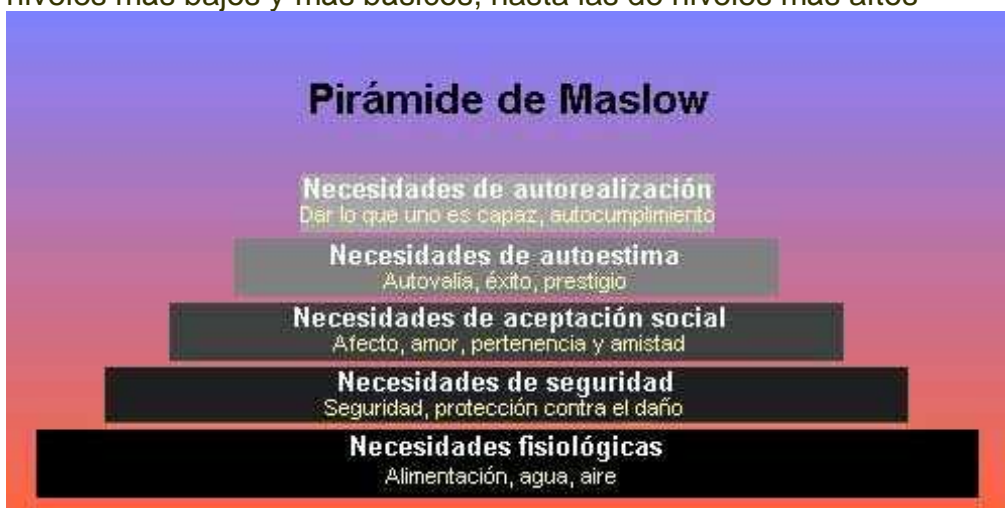 niveles más bajos y más básicos, hasta las de niveles más altos
Pirámide de Maslow
Necesidades de autorealización
Dar lo que uno es capaz, autocumplimiento
Necesidades de autoestima
Autovalía, éxito, prestigio
Necesidades de aceptación social
Afecto, amor, pertenencia y amistad
Necesidades de seguridad
Seguridad, protección contra el daño
Necesidades fisiológicas
Alimentación, agua, aire